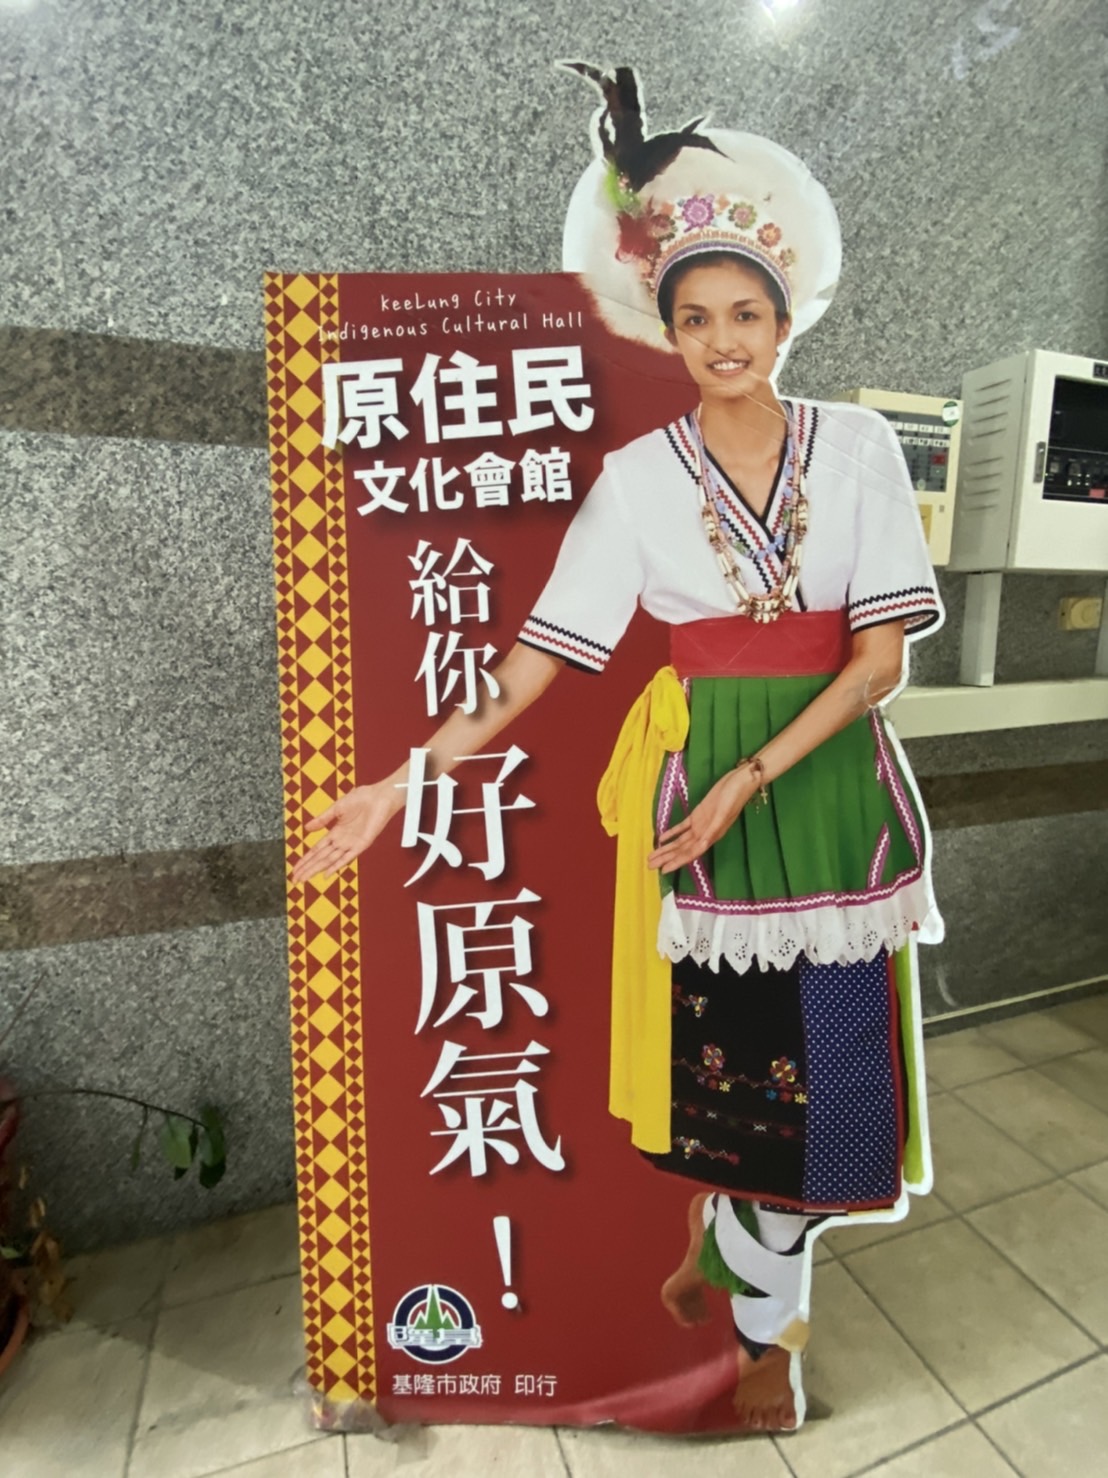 KeeLung City
Indigenous Cultural Hall
原住民
文化會館
給你
好原氣！
基隆市政府 印行